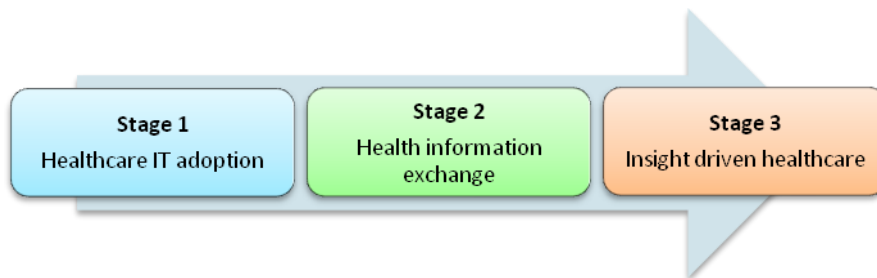 Stage 1
Healthcare IT adoption
Stage 2
Health information
exchange
Stage 3
Insight driven healthcare